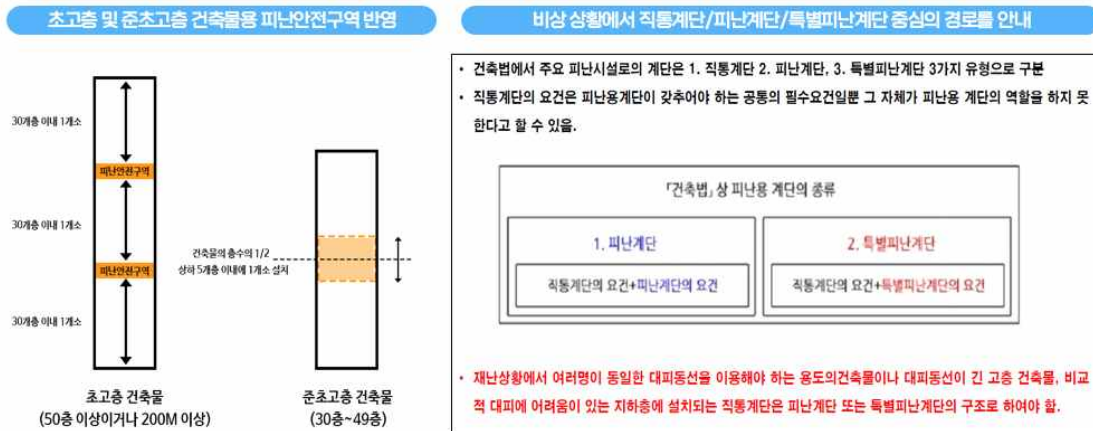 초고층 및 준초고층 건축물용 피난안전구역 반영
30개층 이내 1개소
피난안전구역
30개층 이내 1개소
피난안전구역
30개층 이내 1개소
초고층 건축물
(50층 이상이거나 200M 이상)
건축물의 층수의 1/2
상하 5개층 이내에 1개소 설치
준초고층 건축물
(30층~49층)
비상 상황에서 직통계단/피난계단/특별피난계단 중심의 경로를 안내
• 건축법에서 주요 피난시설로의 계단은 1. 직통계단 2. 피난계단, 3. 특별피난계단 3가지 유형으로 구분
• 직통계단의 요건은 피난용계단이 갖추어야 하는 공통의 필수요건일뿐 그 자체가 피난용 계단의 역할을 하지 못
한다고 할 수 있음.
「건축법」상 피난용 계단의 종류
1. 피난계단
직통계단의 요건+피난계단의 요건
2. 특별피난계단
직통계단의 요건+특별피난계단의 요건
• 재난상황에서 여러명이 동일한 대피동선을 이용해야 하는 용도의건축물이나 대피동선이 긴 고층 건축물, 비교
적 대피에 어려움이 있는 지하층에 설치되는 직통계단은 피난계단 또는 특별피난계단의 구조로 하여야 함.